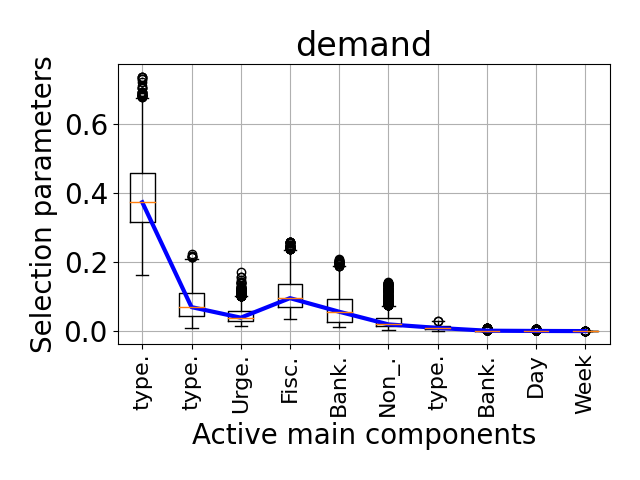 demand
Selection parameters
0.6
0.4
0.2
0.0
type.
type.
Urge.
Fisc.
Bank.
Non_.
type.
Bank.
Day
Week
Active main components